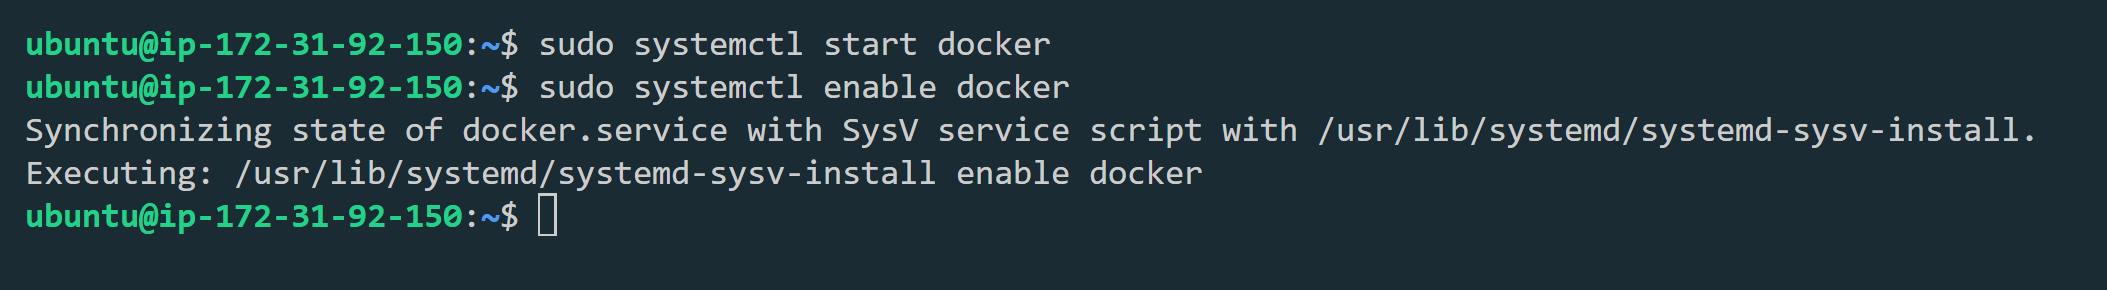 ubuntu@ip-172-31-92-150:~$ sudo systemctl start docker
ubuntu@ip-172-31-92-150:~$ sudo systemctl enable docker
Synchronizing state of docker.service with SysV service script with /usr/lib/systemd/systemd-sysv-install.
Executing: /usr/lib/systemd/systemd-sysv-install enable docker
ubuntu@ip-172-31-92-150:~$